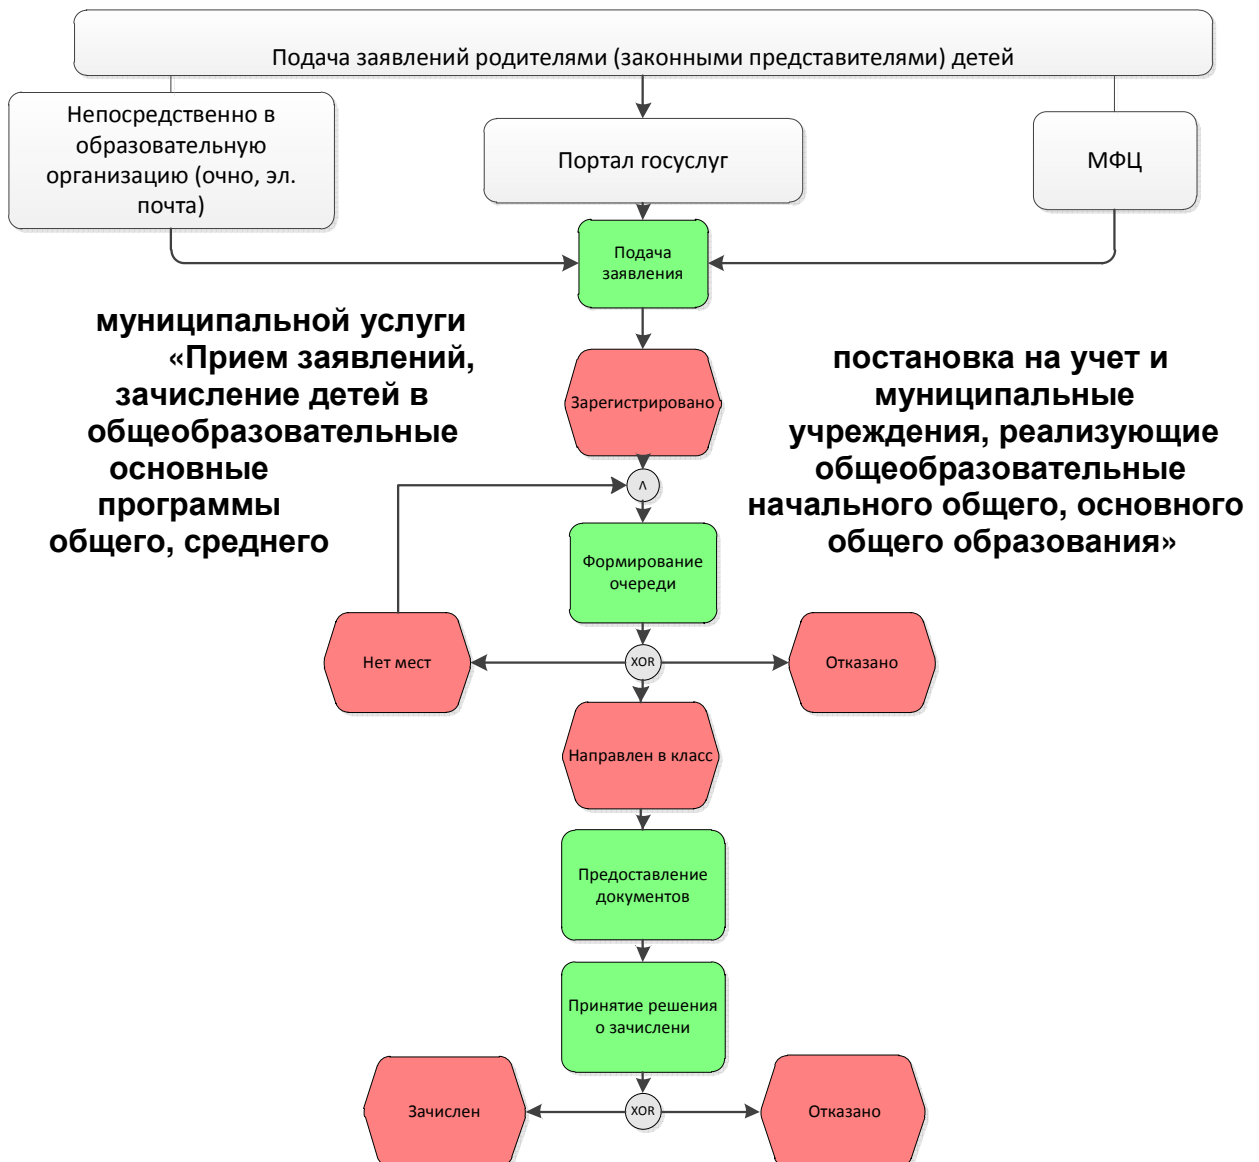 Подача заявлений родителями (законными представителями) детей
Непосредственно в
образовательную
организацию (очно, эл.
почта)
Портал госуслуг
МФЦ
Подача
заявления
муниципальной услуги
«Прием заявлений,
зачисление детей в
общеобразовательные
основные
программы
общего, среднего
постановка на учет и
муниципальные
учреждения, реализующие
общеобразовательные
начального общего, основного
общего образования»
Зарегистрировано
Λ
Формирование
очереди
Нет мест
XOR
Отказано
Направлен в класс
Предоставление
документов
Принятие решения
о зачислени
Зачислен
XOR
Отказано